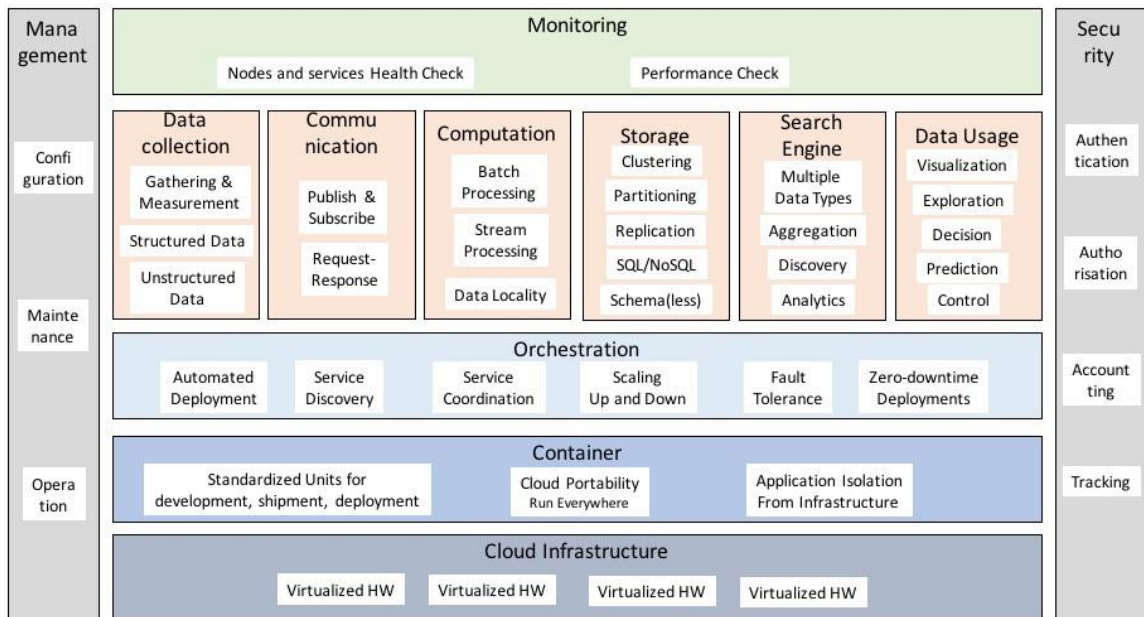 Mana
gement
Confi
guration
Mainte
nance
Opera
tion
Monitoring
Nodes and services Health Check
Performance Check
Data
collection
Gathering &
Measurement
Structured Data
Unstructured
Data
Commu
nication
Publish &
Subscribe
Request-
Response
Computation
Batch
Processing
Stream
Processing
Data Locality
Storage
Clustering
Partitioning
Replication
SQL/NoSQL
Schema(less)
Search
Engine
Multiple
Data Types
Aggregation
Discovery
Analytics
Data Usage
Visualization
Exploration
Decision
Prediction
Control
Orchestration
Automated
Deployment
Service
Discovery
Service
Coordination
Scaling
Up and Down
Fault
Tolerance
Zero-downtime
Deployments
Container
Standardized Units for
development, shipment, deployment
Cloud Portability
Run Everywhere
Application Isolation
From Infrastructure
Cloud Infrastructure
Virtualized HW
Virtualized HW
Virtualized HW
Virtualized HW
Secu
rity
Authen
tication
Autho
risation
Account
ting
Tracking